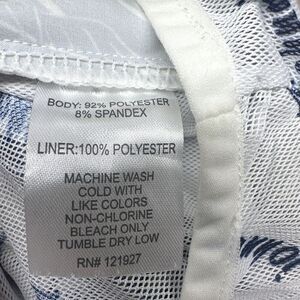 BODY: 92% POLYESTER
8% SPANDEX
LINER:100% POLYESTER
MACHINE WASH
COLD WITH
LIKE COLORS
NON-CHLORINE
BLEACH ONLY
TUMBLE DRY LOW
RN# 121927